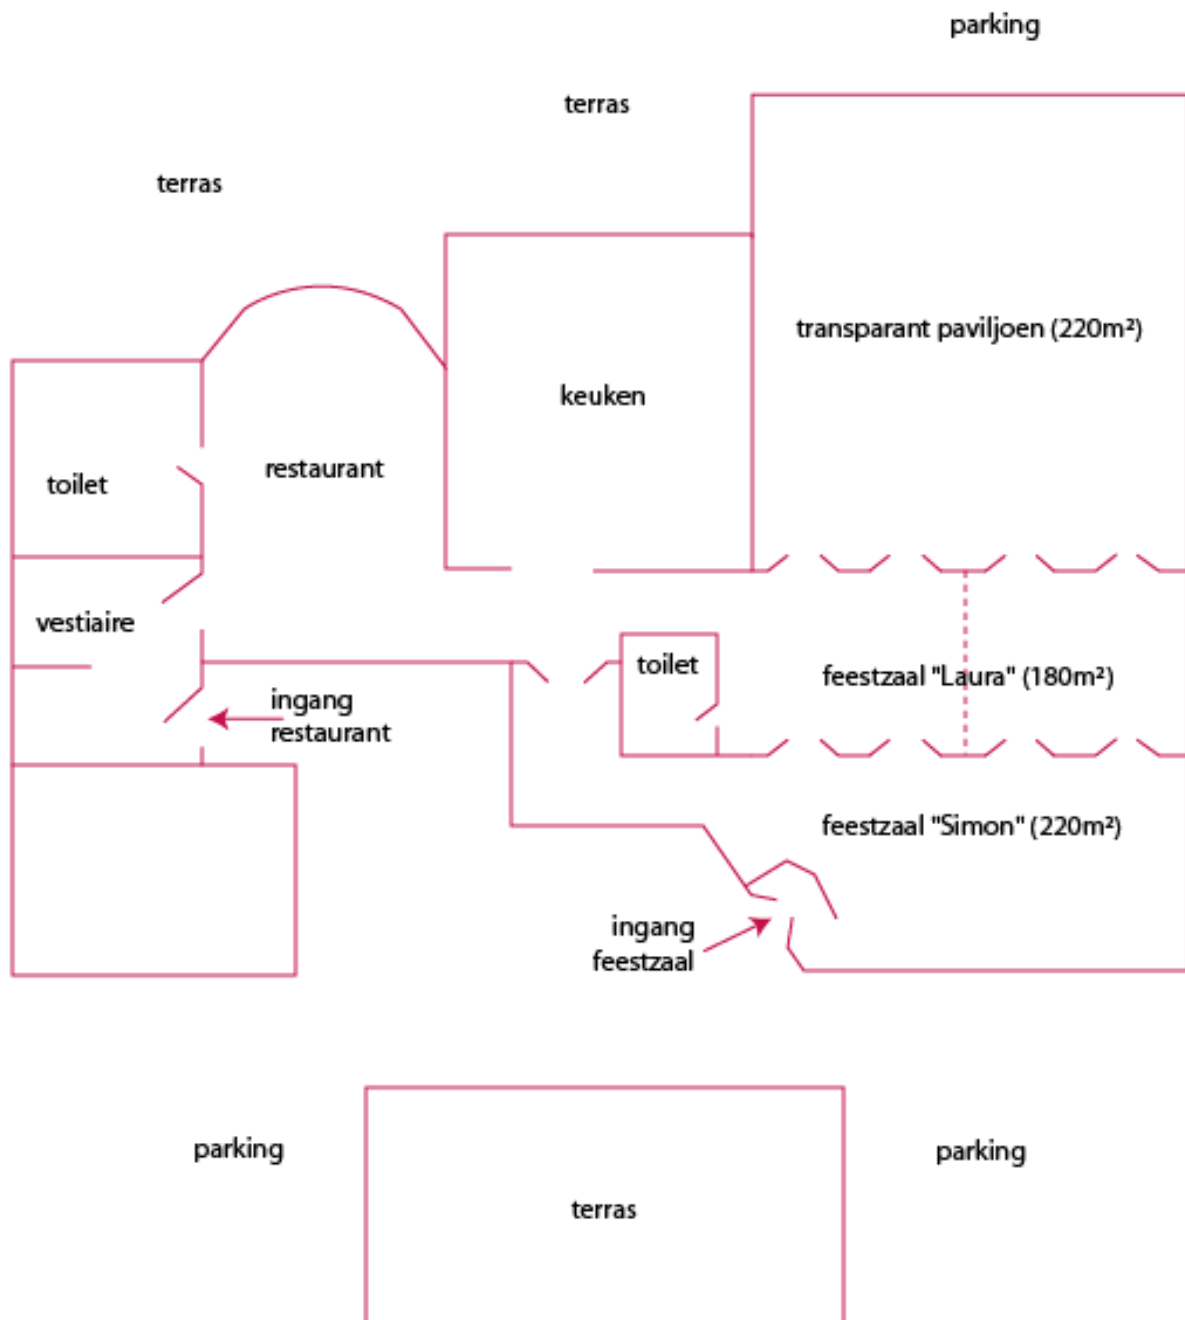 parking
terras
terras
transparant paviljoen (220m²)
keuken
restaurant
toilet
vestiaire
toilet
feestzaal "Laura" (180m²)
ingang
restaurant
feestzaal "Simon" (220m²)
ingang
feestzaal
parking
parking
terras